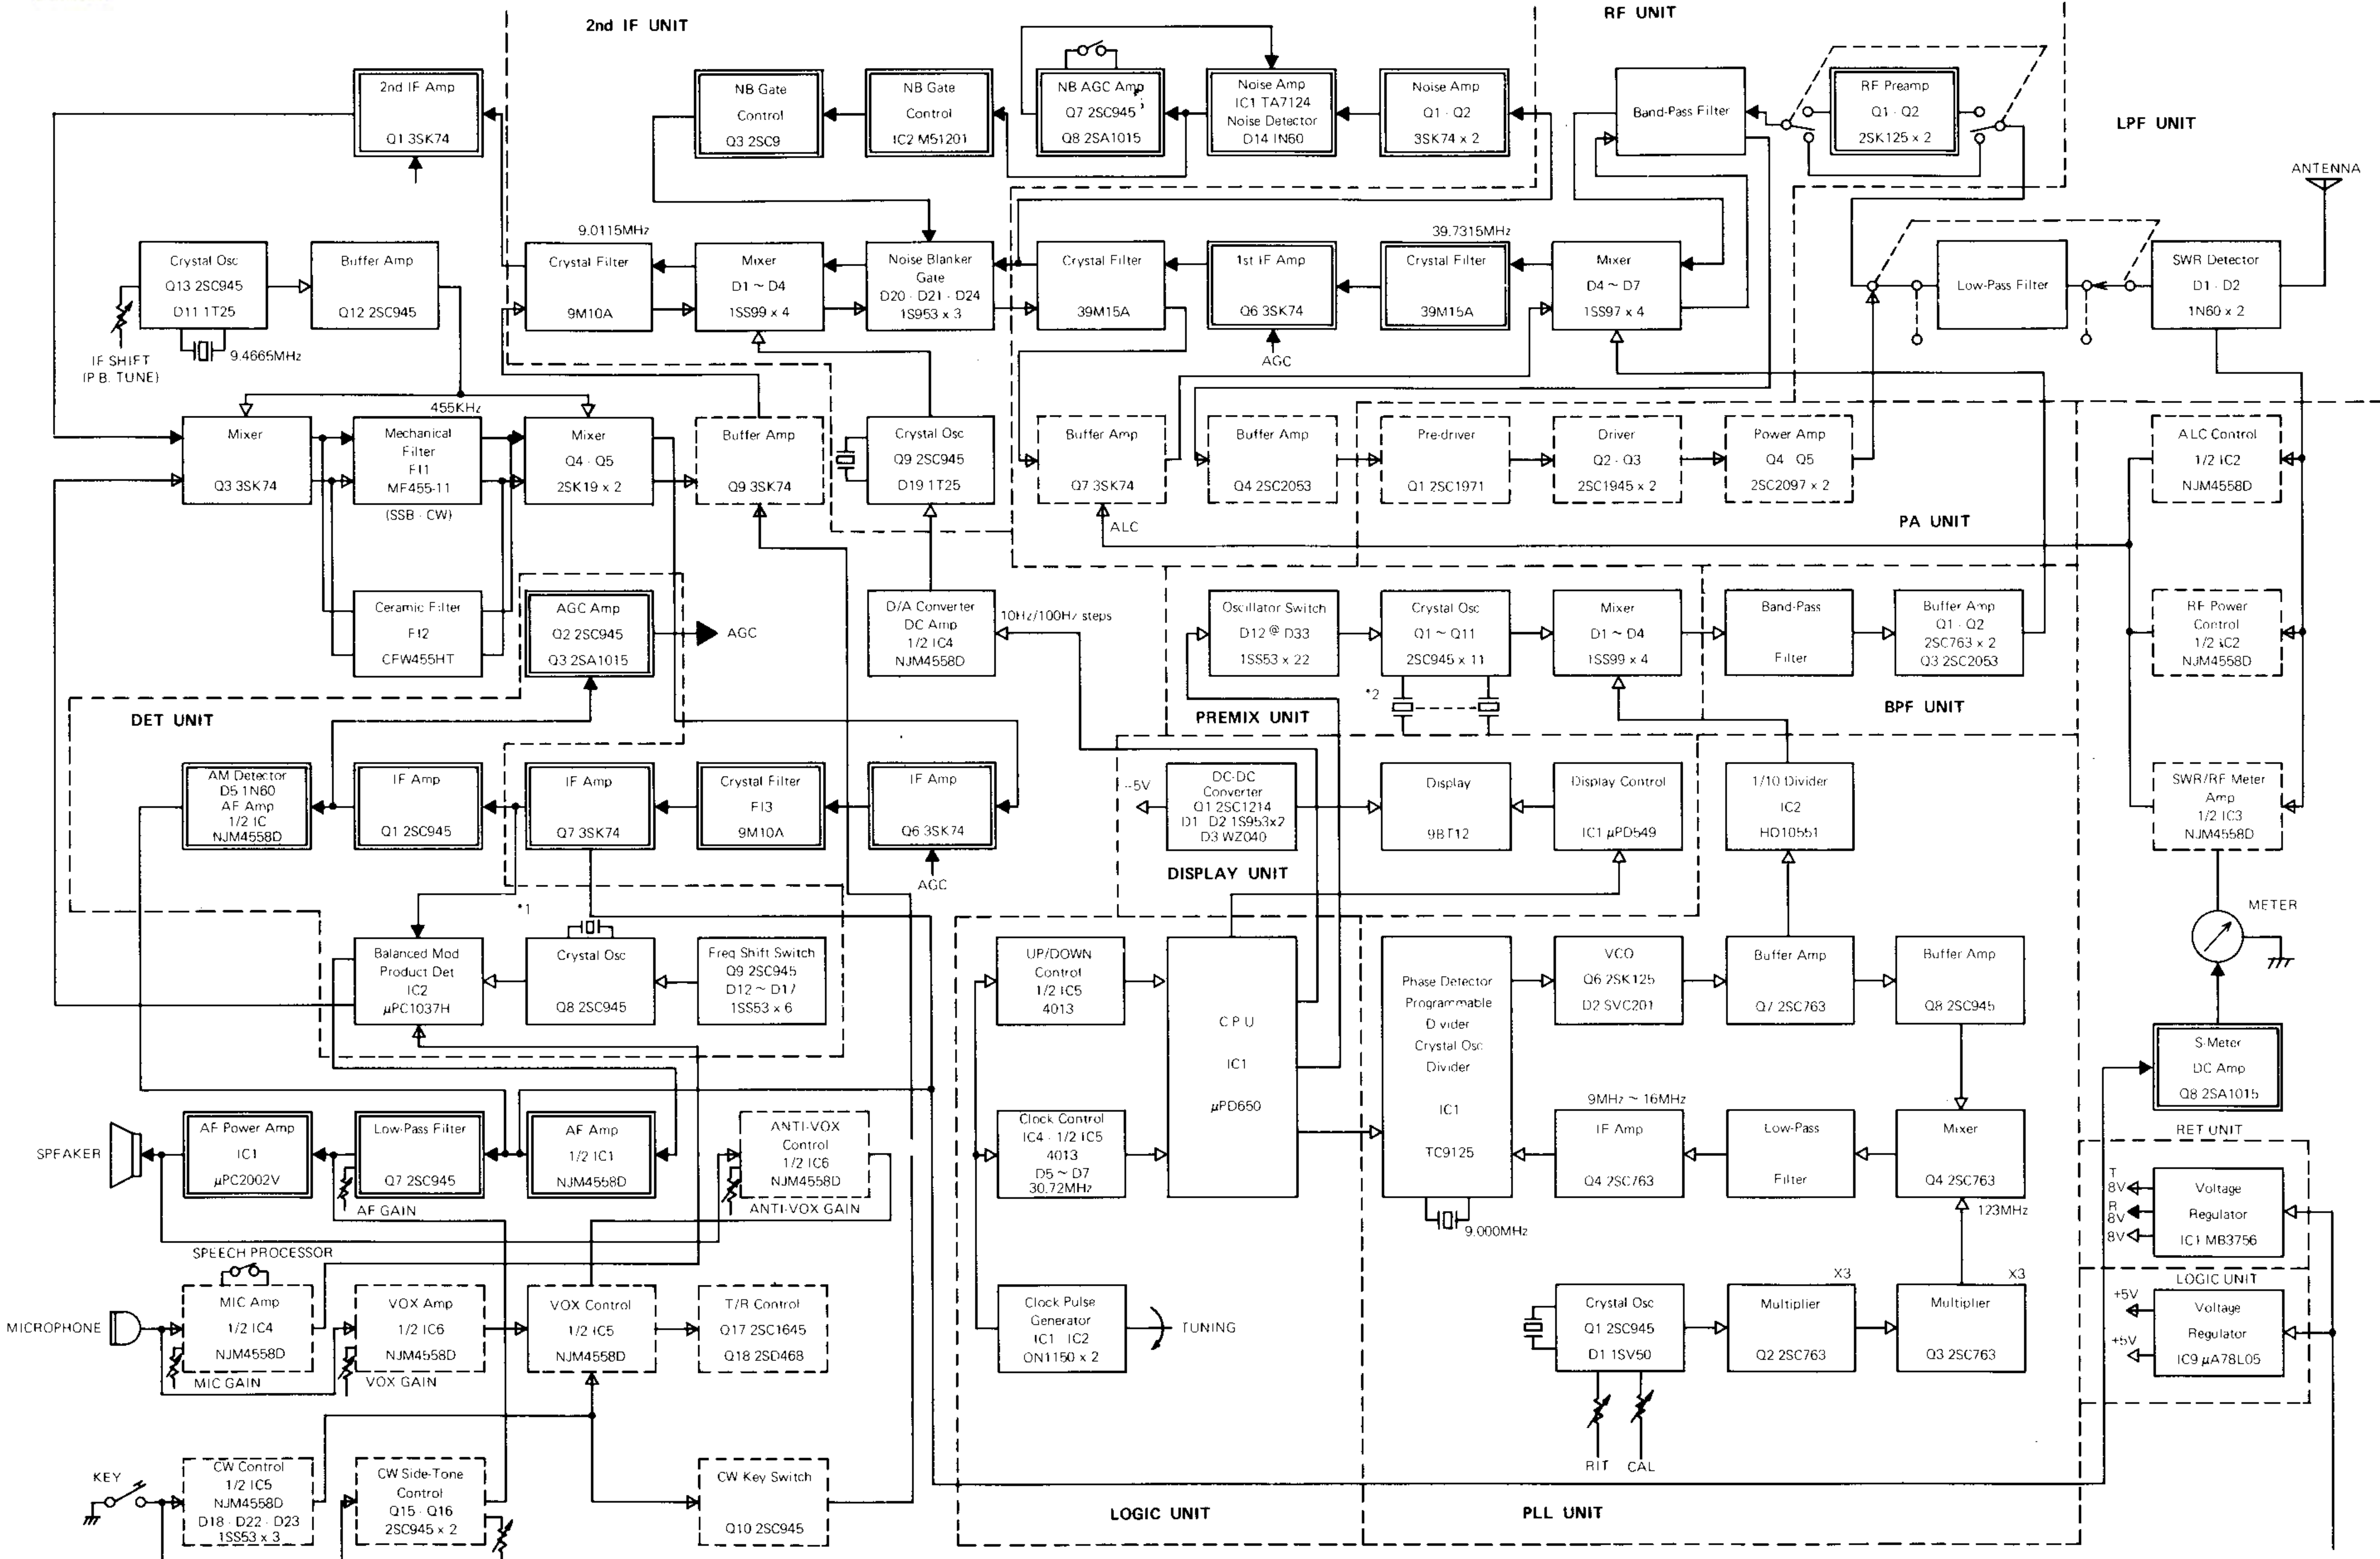 2nd IF UNIT
RF UNIT
LPF UNIT
2nd IF Amp
Q1 3SK74
NB Gate
Control
Q3 2SC9
NB Gate
Control
IC2 M51201
NB AGC Amp
Q7 2SC945
Q8 2SA1015
Noise Amp
IC1 TA7124
Noise Detector
D14 IN60
Noise Amp
Q1 · Q2
3SK74 x 2
Band-Pass Filter
RF Preamp
Q1 · Q2
2SK125 x 2
ANTENNA
Crystal Osc
Q13 2SC945
D11 1T25
9.4665MHz
IF SHIFT
(P.B. TUNE)
Buffer Amp
Q12 2SC945
9.0115MHz
Crystal Filter
9M10A
Mixer
D1 ~ D4
1SS99 x 4
Noise Blanker
Gate
D20 · D21 · D24
1S953 x 3
Crystal Filter
39M15A
1st IF Amp
Q6 3SK74
AGC
39.7315MHz
Crystal Filter
39M15A
Mixer
D4 ~ D7
1SS97 x 4
Low-Pass Filter
SWR Detector
D1 · D2
1N60 x 2
Mixer
Q3 3SK74
455KHz
Mechanical
Filter
FI1
MF455-11
(SSB · CW)
Mixer
Q4 · Q5
2SK19 x 2
Buffer Amp
Q9 3SK74
Crystal Osc
Q9 2SC945
D19 1T25
Buffer Amp
Q7 3SK74
ALC
Buffer Amp
Q4 2SC2053
Pre-driver
Q1 2SC1971
Driver
Q2 · Q3
2SC1945 x 2
Power Amp
Q4 Q5
2SC2097 x 2
PA UNIT
ALC Control
1/2 IC2
NJM4558D
Ceramic Filter
FI2
CFW455HT
AGC Amp
Q2 2SC945
Q3 2SA1015
AGC
D/A Converter
DC Amp
1/2 IC4
NJM4558D
10Hz/100Hz steps
Oscillator Switch
D12 @ D33
1SS53 x 22
Crystal Osc
Q1 ~ Q11
2SC945 x 11
*2
Mixer
D1 ~ D4
1SS99 x 4
Band-Pass
Filter
Buffer Amp
Q1 · Q2
2SC763 x 2
Q3 2SC2053
RF Power
Control
1/2 IC2
NJM4558D
DET UNIT
PREMIX UNIT
BPF UNIT
AM Detector
D5 1N60
AF Amp
1/2 IC
NJM4558D
IF Amp
Q1 2SC945
IF Amp
Q7 3SK74
Crystal Filter
FI3
9M10A
IF Amp
Q6 3SK74
AGC
-5V
DC-DC
Converter
Q1 2SC1214
D1 D2 1S953x2
D3 WZ040
Display
9BT12
Display Control
IC1 μPD549
1/10 Divider
IC2
HD10551
SWR/RF Meter
Amp
1/2 IC3
NJM4558D
DISPLAY UNIT
METER
*1
Balanced Mod
Product Det
IC2
μPC1037H
Crystal Osc
Q8 2SC945
Freq Shift Switch
Q9 2SC945
D12 ~ D17
1SS53 x 6
UP/DOWN
Control
1/2 IC5
4013
CPU
IC1
μPD650
Phase Detector
Programmable
Divider
Crystal Osc
Divider
IC1
TC9125
9.000MHz
VCO
Q6 2SK125
D2 SVC201
Buffer Amp
Q7 2SC763
Buffer Amp
Q8 2SC945
S-Meter
DC Amp
Q8 2SA1015
SPEAKER
AF Power Amp
IC1
μPC2002V
Low-Pass Filter
Q7 2SC945
AF GAIN
AF Amp
1/2 IC1
NJM4558D
ANTI-VOX
Control
1/2 IC6
NJM4558D
ANTI-VOX GAIN
Clock Control
IC4 · 1/2 IC5
4013
D5 ~ D7
30.72MHz
9MHz ~ 16MHz
IF Amp
Q4 2SC763
Low-Pass
Filter
Mixer
Q4 2SC763
123MHz
RET UNIT
T
8V
R
8V
8V
Voltage
Regulator
IC1 MB3756
SPEECH PROCESSOR
MICROPHONE
MIC Amp
1/2 IC4
NJM4558D
MIC GAIN
VOX Amp
1/2 IC6
NJM4558D
VOX GAIN
VOX Control
1/2 IC5
NJM4558D
T/R Control
Q17 2SC1645
Q18 2SD468
Clock Pulse
Generator
IC1 IC2
ON1150 x 2
TUNING
Crystal Osc
Q1 2SC945
D1 1SV50
RIT
CAL
X3
Multiplier
Q2 2SC763
X3
Multiplier
Q3 2SC763
LOGIC UNIT
+5V
+5V
Voltage
Regulator
IC9 μA78L05
KEY
CW Control
1/2 IC5
NJM4558D
D18 · D22 · D23
1SS53 x 3
CW Side-Tone
Control
Q15 · Q16
2SC945 x 2
CW Key Switch
Q10 2SC945
LOGIC UNIT
PLL UNIT